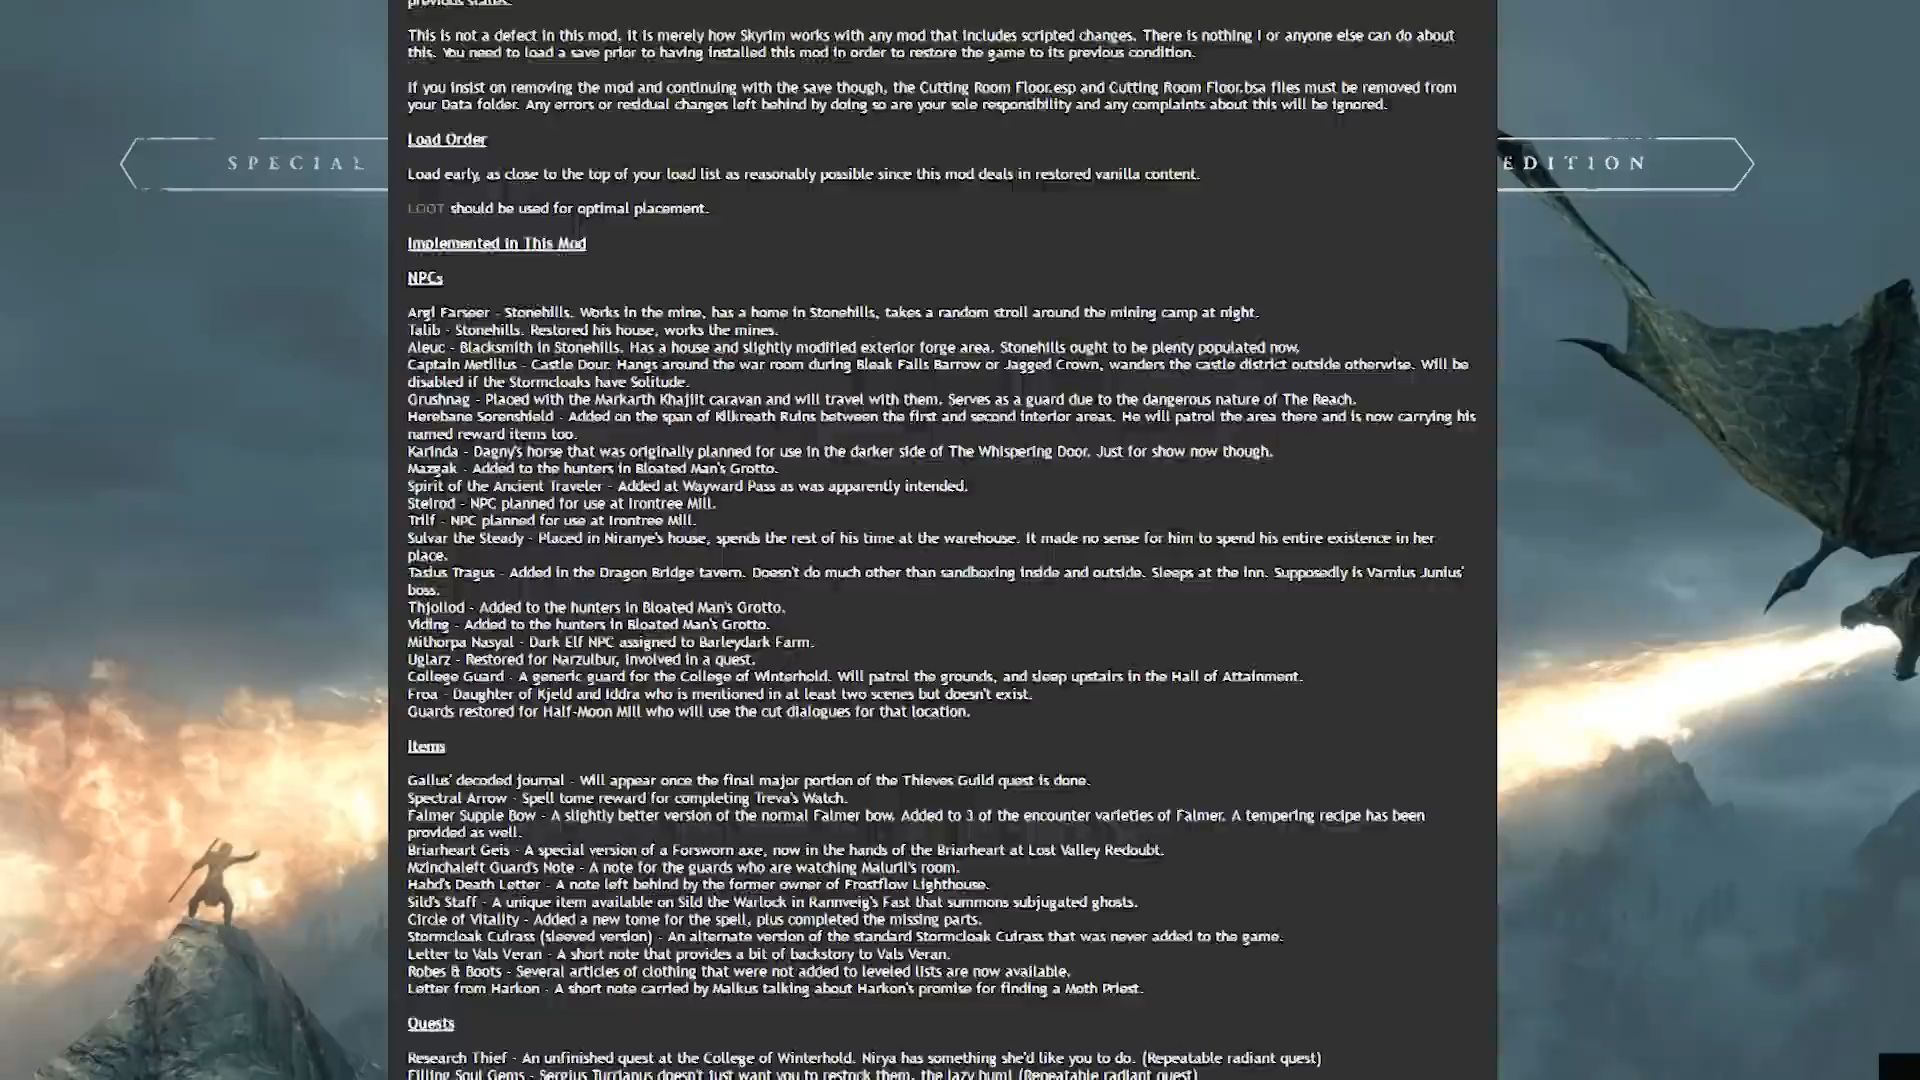 previous states.
This is not a defect in this mod, it is merely how Skyrim works with any mod that includes scripted changes. There is nothing I or anyone else can do about
this. You need to load a save prior to having installed this mod in order to restore the game to its previous condition.
If you insist on removing the mod and continuing with the save though, the Cutting Room Floor.esp and Cutting Room Floor.bsa files must be removed from
your Data folder. Any errors or residual changes left behind by doing so are your sole responsibility and any complaints about this will be ignored.
Load Order
SPECIAL
EDITION
Load early, as close to the top of your load list as reasonably possible since this mod deals in restored vanilla content.
LOOT should be used for optimal placement.
Implemented in This Mod
NPCs
Argi Farseer - Stonehills. Works in the mine, has a home in Stonehills, takes a random stroll around the mining camp at night.
Talib - Stonehills. Restored his house, works the mines.
Aleuc - Blacksmith in Stonehills. Has a house and slightly modified exterior forge area. Stonehills ought to be plenty populated now.
Captain Metilius - Castle Dour. Hangs around the war room during Bleak Falls Barrow or Jagged Crown, wanders the castle district outside otherwise. Will be
disabled if the Stormcloaks have Solitude.
Grushnag - Placed with the Markarth Khajiit caravan and will travel with them. Serves as a guard due to the dangerous nature of The Reach.
Herebane Sorenshield - Added on the span of Kilkreath Ruins between the first and second interior areas. He will patrol the area there and is now carrying his
named reward items too.
Karinda - Dagny's horse that was originally planned for use in the darker side of The Whispering Door. Just for show now though.
Mazgak - Added to the hunters in Bloated Man's Grotto.
Spirit of the Ancient Traveler - Added at Wayward Pass as was apparently intended.
Steirod - NPC planned for use at Irontree Mill.
Trilf - NPC planned for use at Irontree Mill.
Sulvar the Steady - Placed in Niranye's house, spends the rest of his time at the warehouse. It made no sense for him to spend his entire existence in her
place.
Tasius Tragus - Added in the Dragon Bridge tavern. Doesn't do much other than sandboxing inside and outside. Sleeps at the inn. Supposedly is Varnius Junius'
boss.
Thjollod - Added to the hunters in Bloated Man's Grotto.
Viding - Added to the hunters in Bloated Man's Grotto.
Mithorpa Nasyal - Dark Elf NPC assigned to Barleydark Farm.
Uglarz - Restored for Narzulbur, involved in a quest.
College Guard - A generic guard for the College of Winterhold. Will patrol the grounds, and sleep upstairs in the Hall of Attainment.
Froa - Daughter of Kjeld and Iddra who is mentioned in at least two scenes but doesn't exist.
Guards restored for Half-Moon Mill who will use the cut dialogues for that location.
Items
Gallus' decoded journal - Will appear once the final major portion of the Thieves Guild quest is done.
Spectral Arrow - Spell tome reward for completing Treva's Watch.
Falmer Supple Bow - A slightly better version of the normal Falmer bow. Added to 3 of the encounter varieties of Falmer. A tempering recipe has been
provided as well.
Briarheart Geis - A special version of a Forsworn axe, now in the hands of the Briarheart at Lost Valley Redoubt.
Mzinchaleft Guard's Note - A note for the guards who are watching Maluril's room.
Habd's Death Letter - A note left behind by the former owner of Frostflow Lighthouse.
Sild's Staff - A unique item available on Sild the Warlock in Rannveig's Fast that summons subjugated ghosts.
Circle of Vitality - Added a new tome for the spell, plus completed the missing parts.
Stormcloak Cuirass (sleeved version) - An alternate version of the standard Stormcloak Cuirass that was never added to the game.
Letter to Vals Veran - A short note that provides a bit of backstory to Vals Veran.
Robes & Boots - Several articles of clothing that were not added to leveled lists are now available.
Letter from Harkon - A short note carried by Malkus talking about Harkon's promise for finding a Moth Priest.
Quests
Research Thief - An unfinished quest at the College of Winterhold. Nirya has something she'd like you to do. (Repeatable radiant quest)
Filling Soul Gems - Sergius Turrianus doesn't just want you to restock them, the lazy bum! (Repeatable radiant quest)